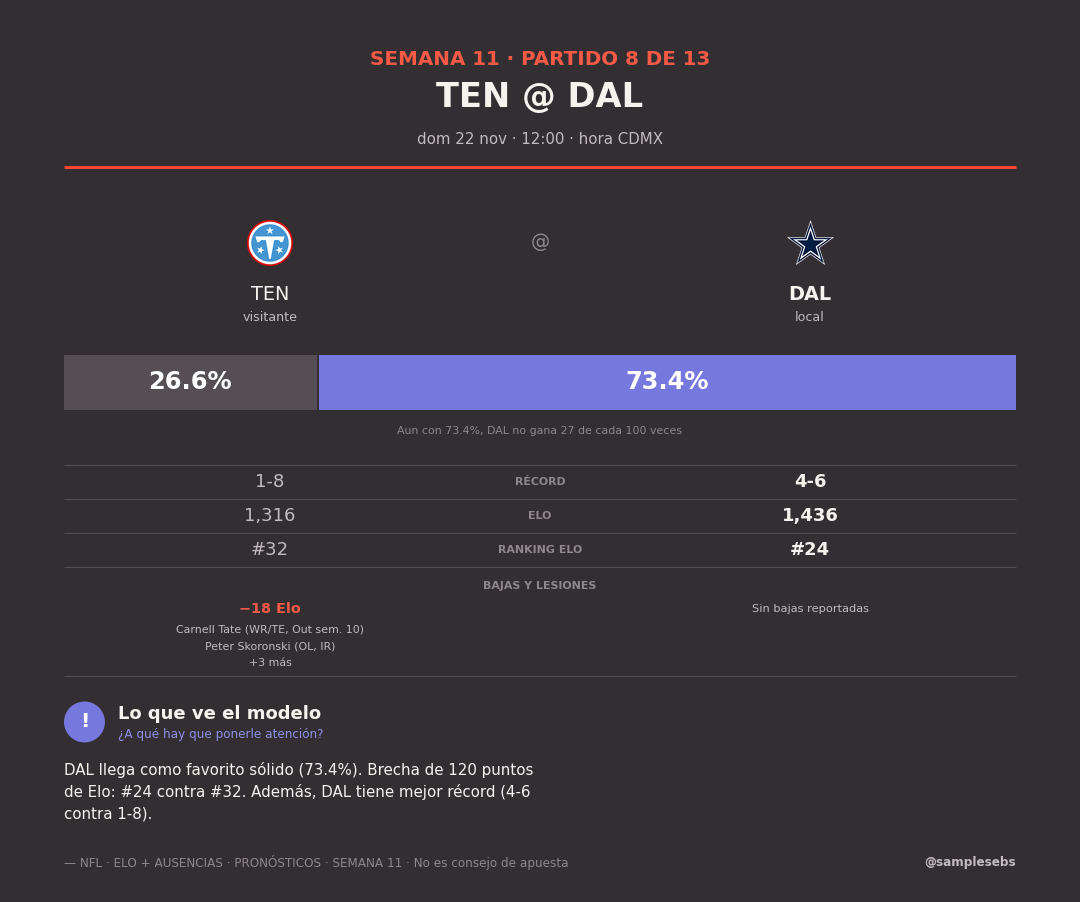 SEMANA 11 · PARTIDO 8 DE 13
TEN @ DAL
dom 22 nov · 12:00 · hora CDMX
@
TEN
DAL
visitante
local
26.6%
73.4%
Aun con 73.4%, DAL no gana 27 de cada 100 veces
1-8 RÉCORD 4-6
1,316 ELO 1,436
#32 RANKING ELO #24
BAJAS Y LESIONES
−18 Elo
Sin bajas reportadas
Carnell Tate (WR/TE, Out sem. 10)
Peter Skoronski (OL, IR)
+3 más
!
Lo que ve el modelo
¿A qué hay que ponerle atención?
DAL llega como favorito sólido (73.4%). Brecha de 120 puntos
de Elo: #24 contra #32. Además, DAL tiene mejor récord (4-6
contra 1-8).
— NFL · ELO + AUSENCIAS · PRONÓSTICOS · SEMANA 11 · No es consejo de apuesta
@samplesebs